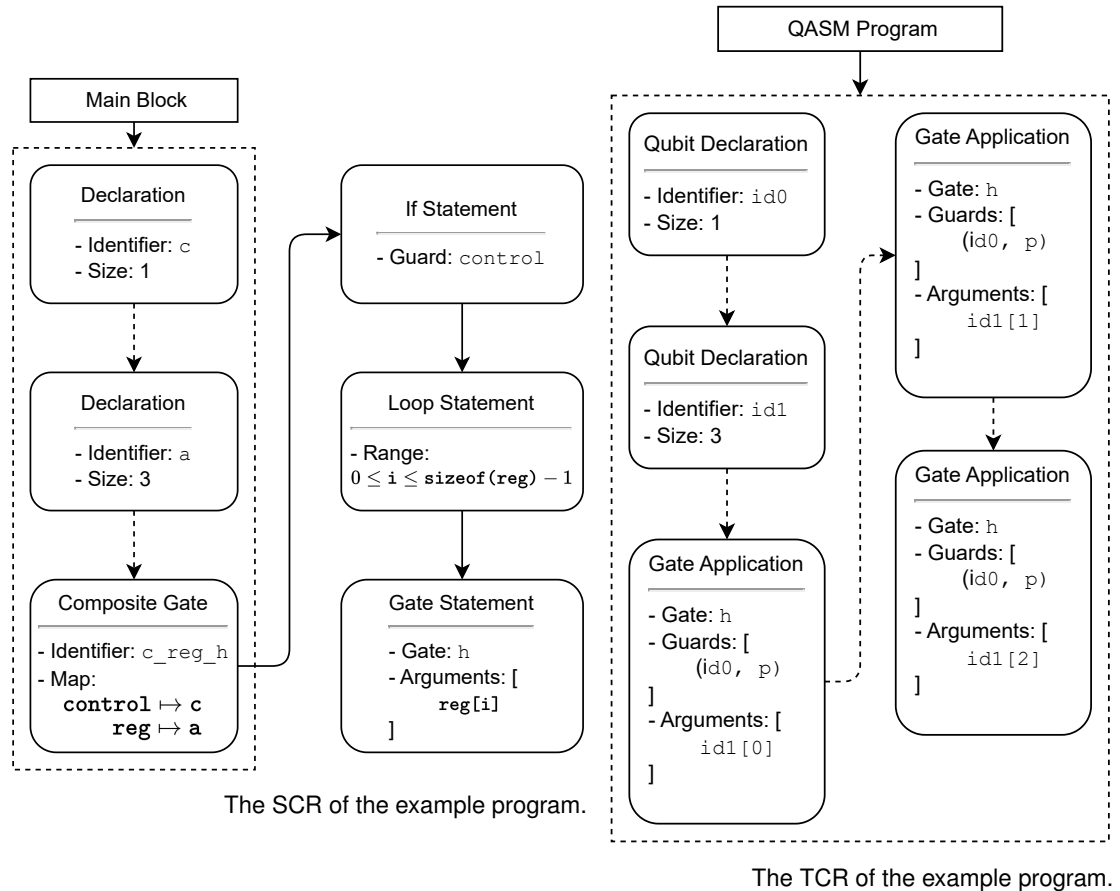 Main Block
Declaration
- Identifier: c
- Size: 1
Declaration
- Identifier: a
- Size: 3
Composite Gate
- Identifier: c_reg_h
- Map:
control ↦ c
reg ↦ a
If Statement
- Guard: control
Loop Statement
- Range:
0 ≤ i ≤ sizeof(reg) − 1
Gate Statement
- Gate: h
- Arguments: [
reg[i]
]
The SCR of the example program.
QASM Program
Qubit Declaration
- Identifier: id0
- Size: 1
Qubit Declaration
- Identifier: id1
- Size: 3
Gate Application
- Gate: h
- Guards: [
(id0, p)
]
- Arguments: [
id1[0]
]
Gate Application
- Gate: h
- Guards: [
(id0, p)
]
- Arguments: [
id1[1]
]
Gate Application
- Gate: h
- Guards: [
(id0, p)
]
- Arguments: [
id1[2]
]
The TCR of the example program.